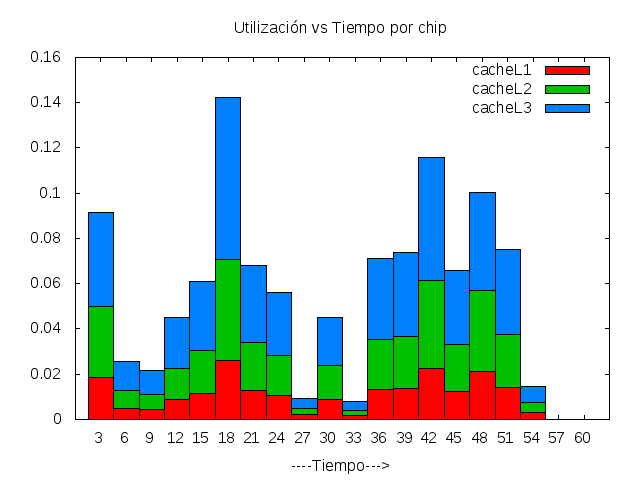 Utilización vs Tiempo por chip
cacheL1
cacheL2
cacheL3
0.16
0.14
0.12
0.1
0.08
0.06
0.04
0.02
0
3 6 9 12 15 18 21 24 27 30 33 36 39 42 45 48 51 54 57 60
----Tiempo--->